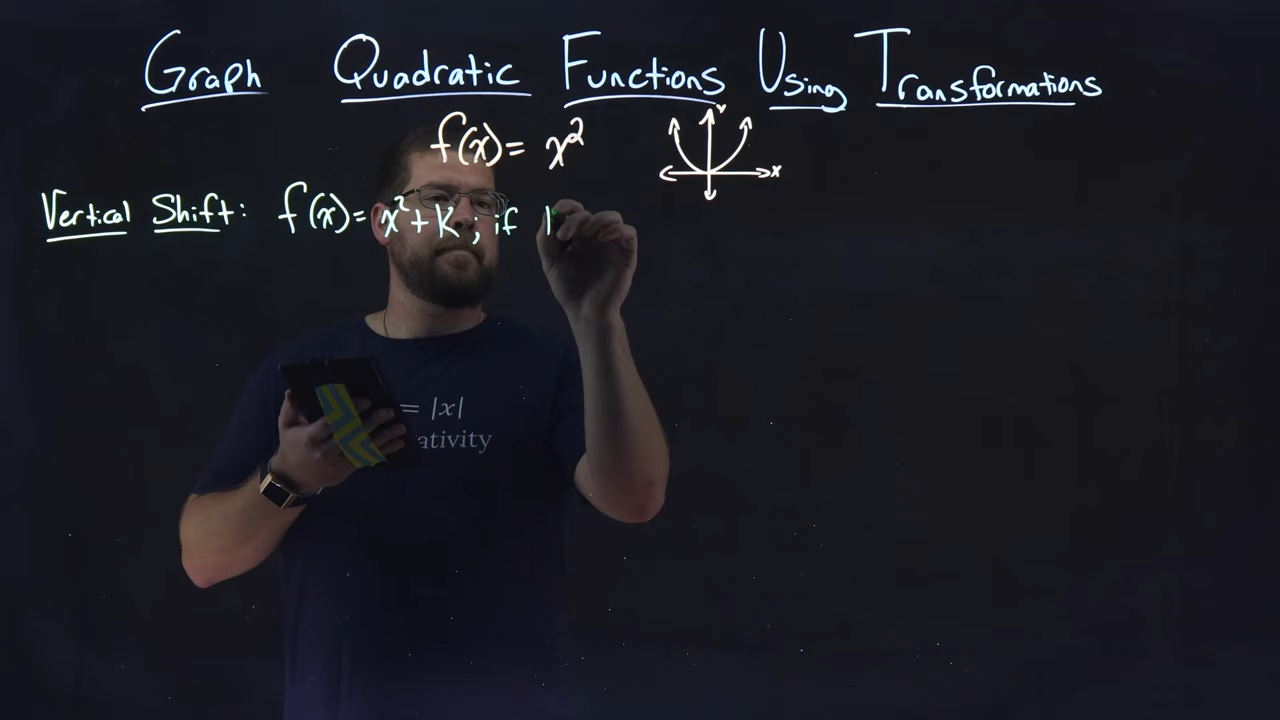 Graph Quadratic Functions Using Transformations
f(x) = x²
y
x
Vertical Shift: f(x) = x² + K ; if
= |x|
ativity